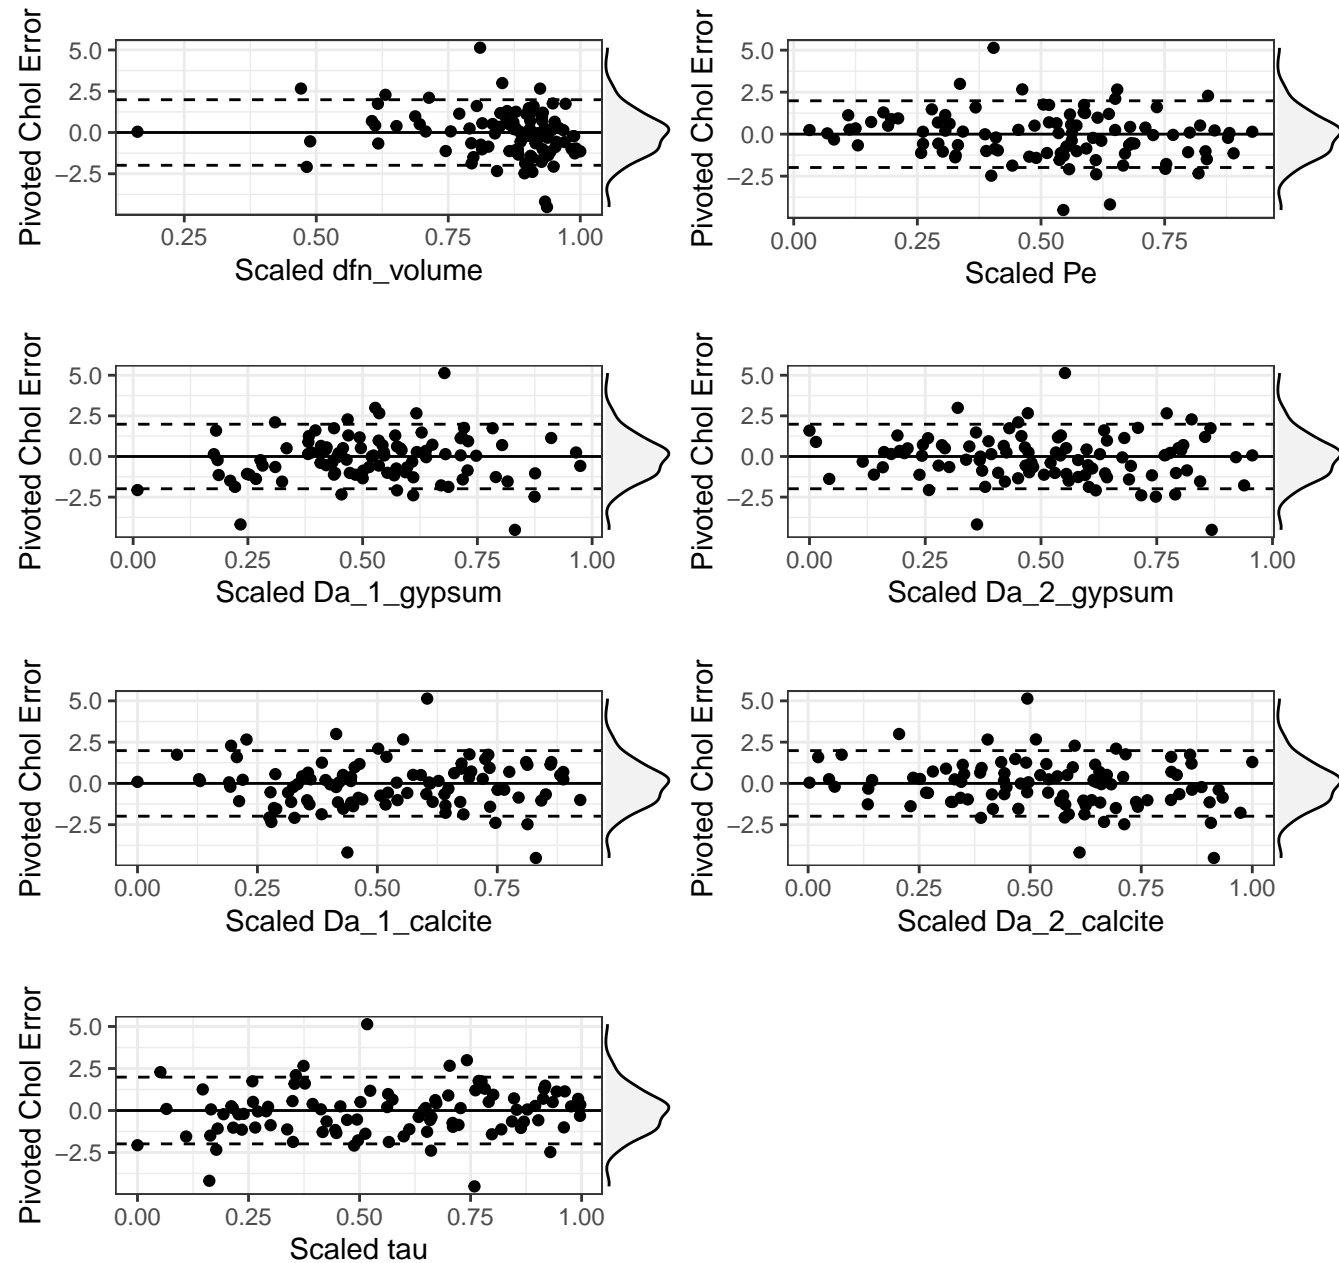 Pivoted Chol Error
5.0
2.5
0.0
−2.5
0.25 0.50 0.75 1.00
Scaled dfn_volume
Pivoted Chol Error
5.0
2.5
0.0
−2.5
0.00 0.25 0.50 0.75
Scaled Pe
Pivoted Chol Error
5.0
2.5
0.0
−2.5
0.00 0.25 0.50 0.75 1.00
Scaled Da_1_gypsum
Pivoted Chol Error
5.0
2.5
0.0
−2.5
0.00 0.25 0.50 0.75 1.00
Scaled Da_2_gypsum
Pivoted Chol Error
5.0
2.5
0.0
−2.5
0.00 0.25 0.50 0.75
Scaled Da_1_calcite
Pivoted Chol Error
5.0
2.5
0.0
−2.5
0.00 0.25 0.50 0.75 1.00
Scaled Da_2_calcite
Pivoted Chol Error
5.0
2.5
0.0
−2.5
0.00 0.25 0.50 0.75 1.00
Scaled tau